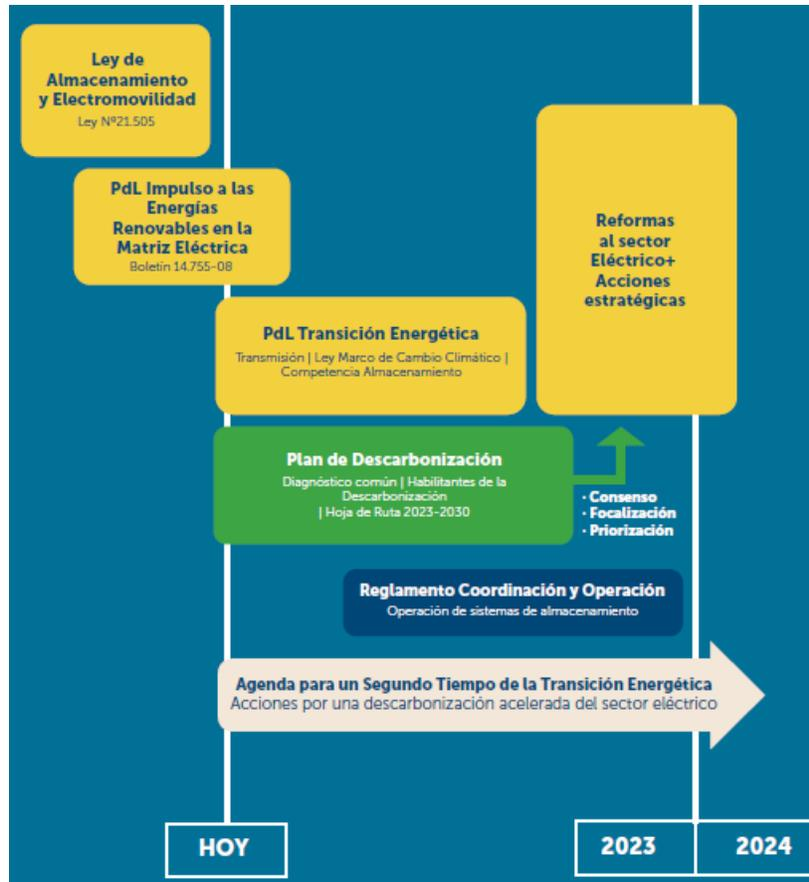 Ley de
Almacenamiento
y Electromovilidad
Ley Nº21.505
PdL Impulso a las
Energías
Renovables en la
Matriz Eléctrica
Boletín 14.755-08
Reformas
al sector
Eléctrico+
Acciones
estratégicas
PdL Transición Energética
Transmisión | Ley Marco de Cambio Climático |
Competencia Almacenamiento
Plan de Descarbonización
Diagnóstico común | Habilitantes de la
Descarbonización
| Hoja de Ruta 2023-2030
· Consenso
· Focalización
· Priorización
Reglamento Coordinación y Operación
Operación de sistemas de almacenamiento
Agenda para un Segundo Tiempo de la Transición Energética
Acciones por una descarbonización acelerada del sector eléctrico
HOY
2023
2024